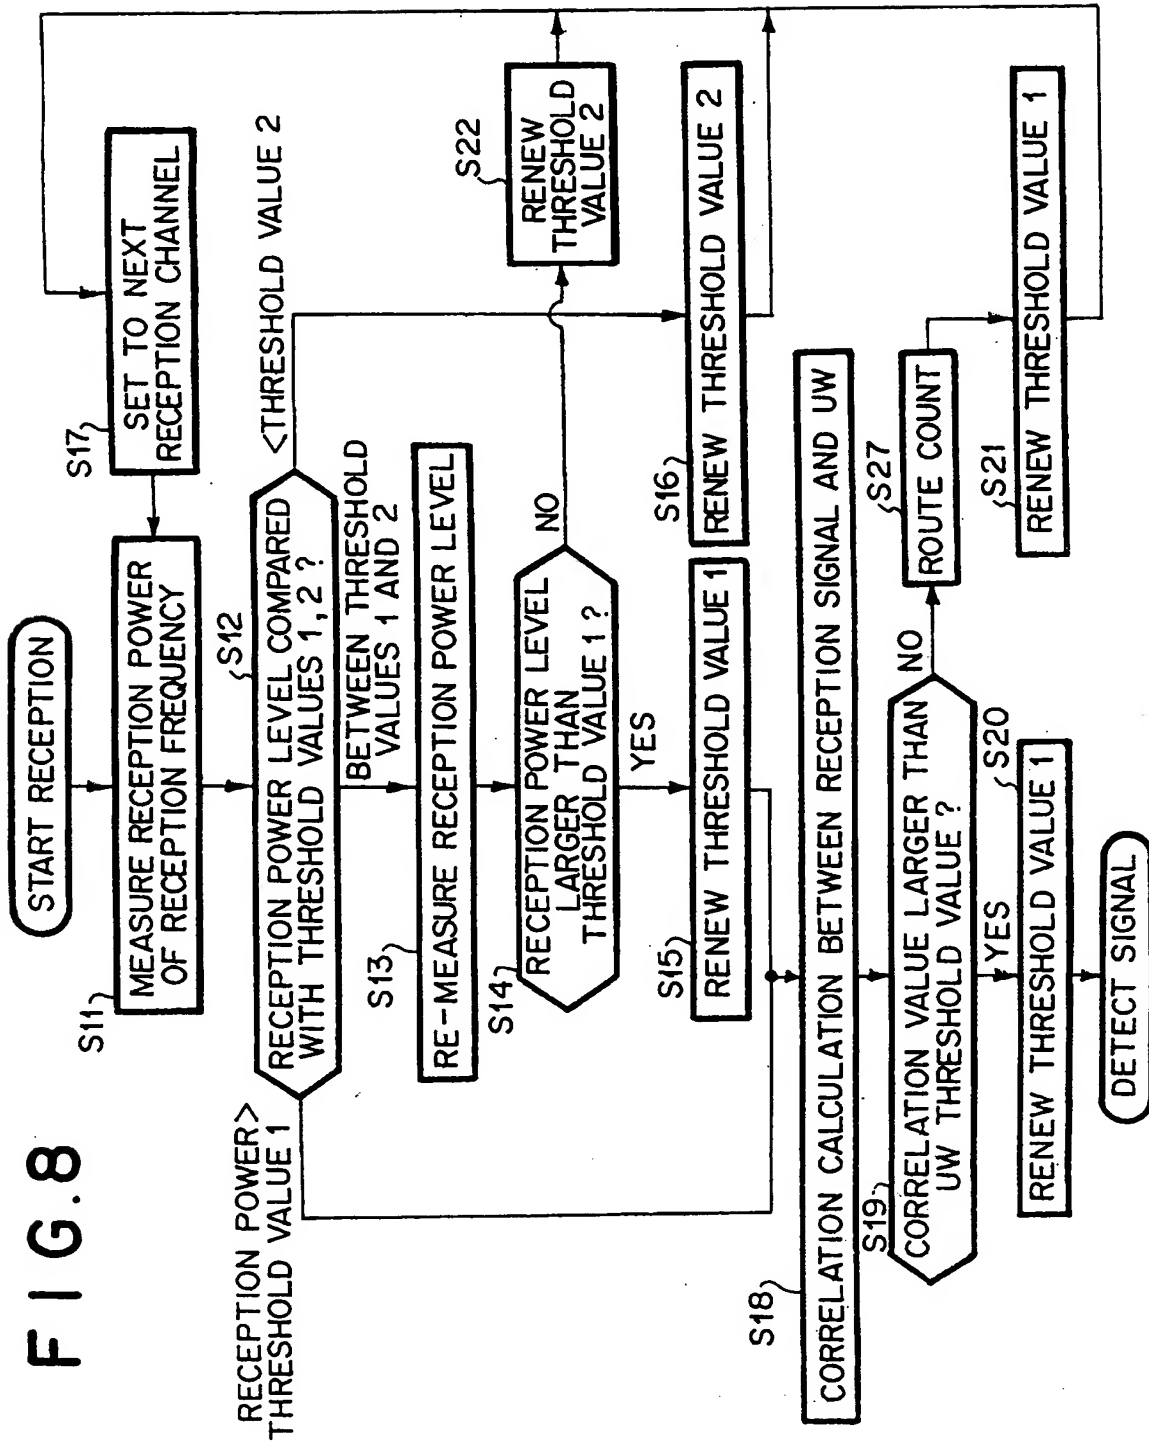 FIG.8
START RECEPTION
S11
MEASURE RECEPTION POWER
OF RECEPTION FREQUENCY
S17
SET TO NEXT
RECEPTION CHANNEL
S12
RECEPTION POWER LEVEL COMPARED
WITH THRESHOLD VALUES 1, 2 ?
RECEPTION POWER>
THRESHOLD VALUE 1
<THRESHOLD VALUE 2
BETWEEN THRESHOLD
VALUES 1 AND 2
S13
RE-MEASURE RECEPTION POWER LEVEL
S14
RECEPTION POWER LEVEL
LARGER THAN
THRESHOLD VALUE 1 ?
NO
S22
RENEW
THRESHOLD
VALUE 2
YES
S15
RENEW THRESHOLD VALUE 1
S16
RENEW THRESHOLD VALUE 2
S18
CORRELATION CALCULATION BETWEEN RECEPTION SIGNAL AND UW
S19
CORRELATION VALUE LARGER THAN
UW THRESHOLD VALUE ?
NO
S27
ROUTE COUNT
YES
S20
RENEW THRESHOLD VALUE 1
S21
RENEW THRESHOLD VALUE 1
DETECT SIGNAL